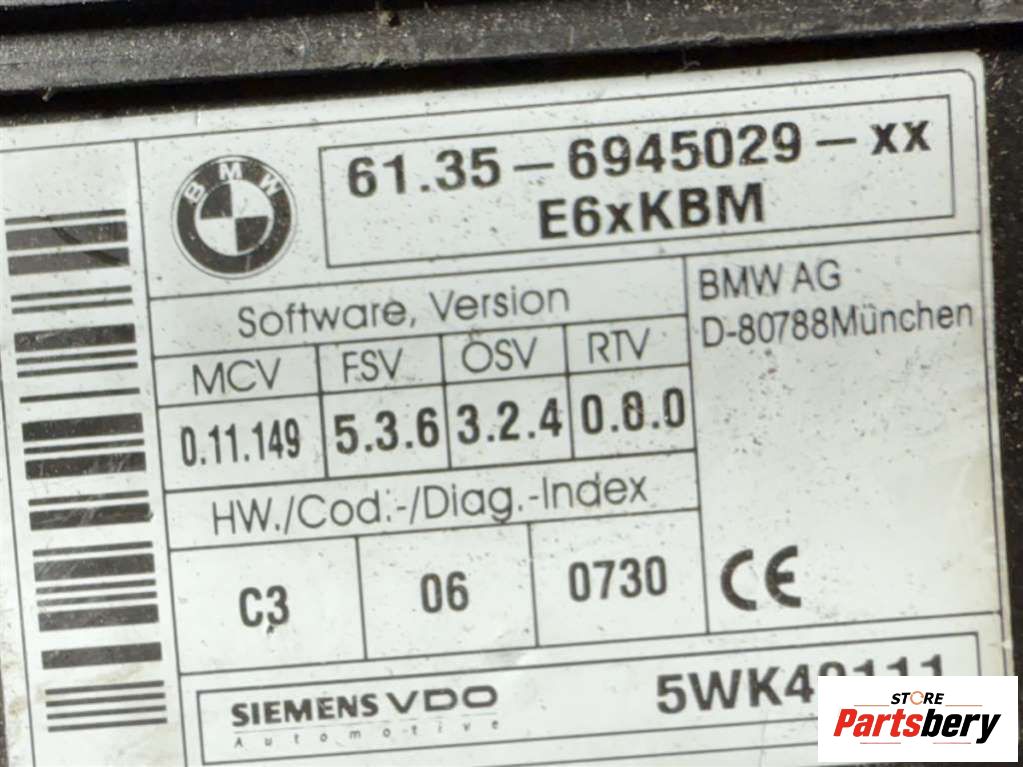 BMW
61.35-6945029-xx
E6xKBM
Software, Version
MCV FSV OSV RTV
0.11.149 5.3.6 3.2.4 0.8.0
BMW AG
D-80788München
HW./Cod.-/Diag.-Index
C3 06 0730
CE
SIEMENS VDO
Automotive
STORE
Partsbery